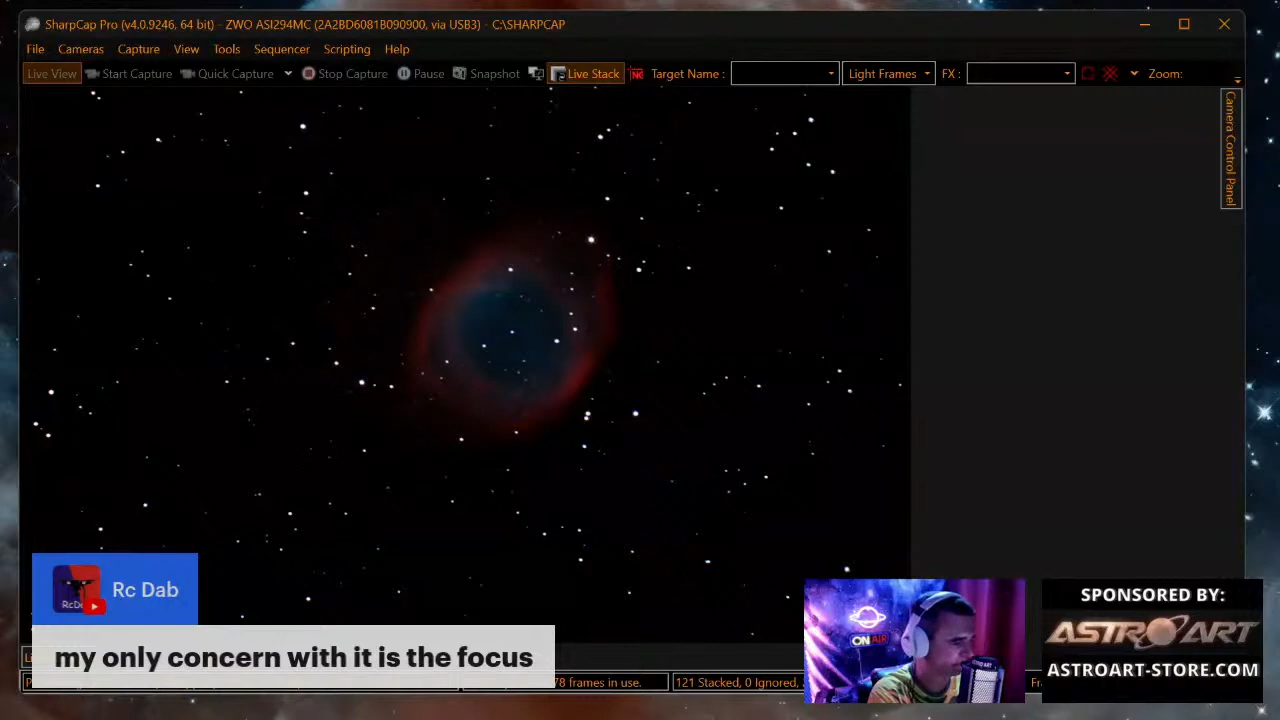 SharpCap Pro (v4.0.9246, 64 bit) - ZWO ASI294MC (2A2BD6081B090900, via USB3) - C:\SHARPCAP
File Cameras Capture View Tools Sequencer Scripting Help
Live View Start Capture Quick Capture Stop Capture Pause Snapshot Live Stack Target Name : Light Frames FX : Zoom:
Camera Control Panel
Rc Dab
my only concern with it is the focus
78 frames in use.
121 Stacked, 0 Ignored,
ON AIR
SPONSORED BY:
ASTROART
ASTROART-STORE.COM